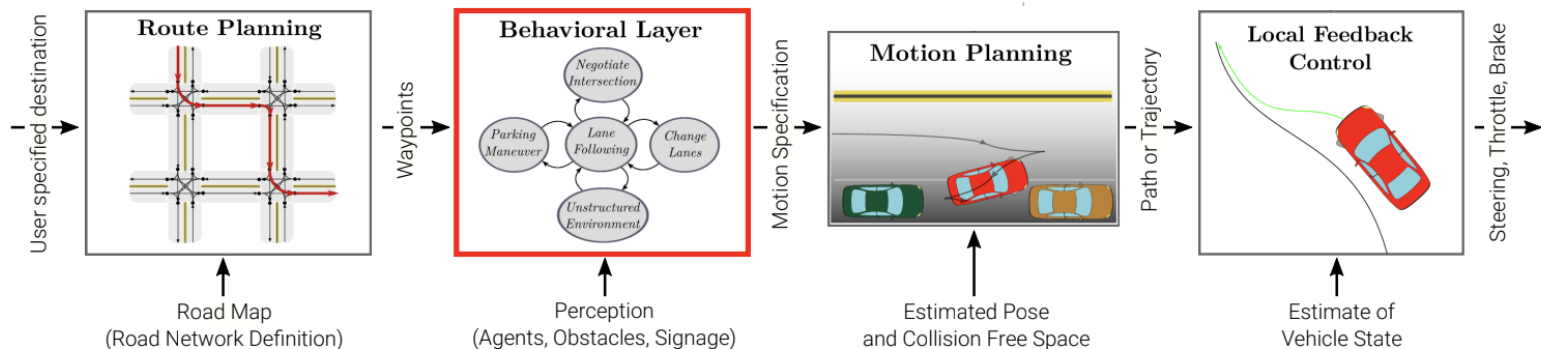 User specified destination
Route Planning
Road Map
(Road Network Definition)
Waypoints
Behavioral Layer
Negotiate
Intersection
Parking
Maneuver
Lane
Following
Change
Lanes
Unstructured
Environment
Perception
(Agents, Obstacles, Signage)
Motion Specification
Motion Planning
Estimated Pose
and Collision Free Space
Path or Trajectory
Local Feedback
Control
Estimate of
Vehicle State
Steering, Throttle, Brake